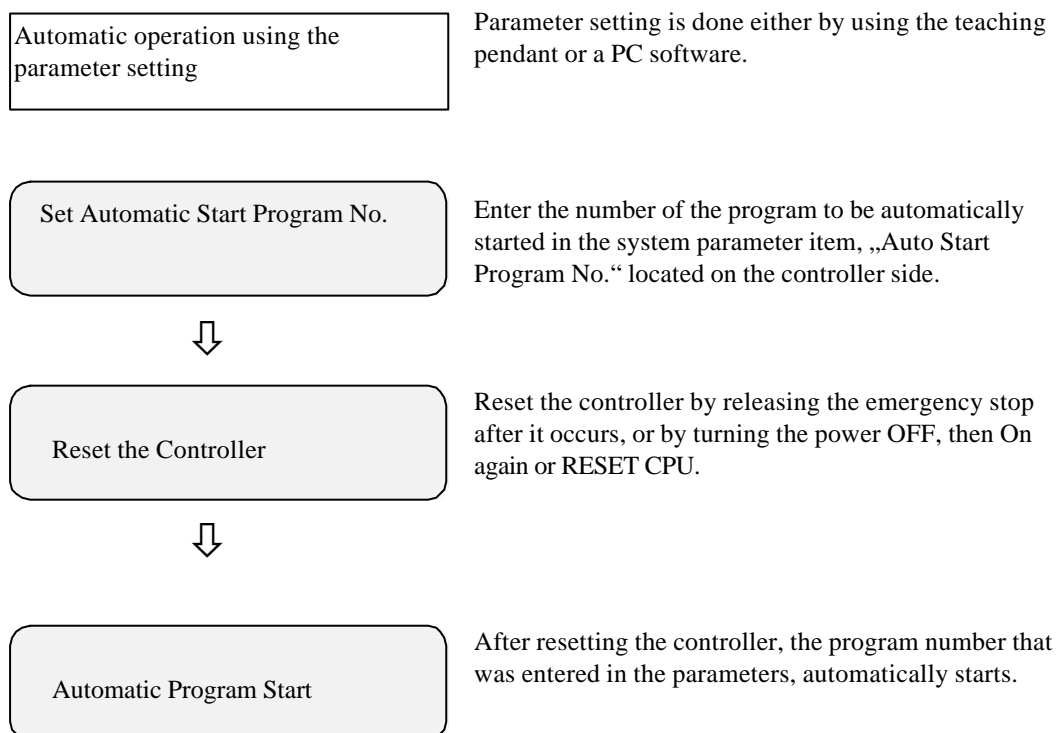 Automatic operation using the
parameter setting
Parameter setting is done either by using the teaching
pendant or a PC software.
Set Automatic Start Program No.
Enter the number of the program to be automatically
started in the system parameter item, „Auto Start
Program No.“ located on the controller side.
Reset the Controller
Reset the controller by releasing the emergency stop
after it occurs, or by turning the power OFF, then On
again or RESET CPU.
Automatic Program Start
After resetting the controller, the program number that
was entered in the parameters, automatically starts.